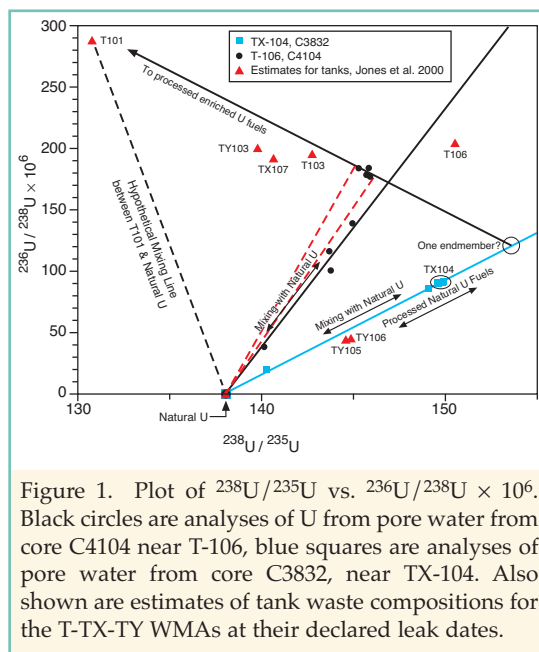 300
250
200
150
100
50
0
130
140
150
²³⁶U / ²³⁸U × 10⁶
²³⁸U / ²³⁵U
TX-104, C3832
T-106, C4104
Estimates for tanks, Jones et al. 2000
T101
To processed enriched U fuels
TY103
TX107
T103
T106
Hypothetical Mixing Line
between T101 & Natural U
Mixing with Natural U
One endmember?
TX104
Mixing with Natural U
Processed Natural U Fuels
TY106
TY105
Natural U
Figure 1. Plot of ²³⁸U/²³⁵U vs. ²³⁶U/²³⁸U × 10⁶.
Black circles are analyses of U from pore water from
core C4104 near T-106, blue squares are analyses of
pore water from core C3832, near TX-104. Also
shown are estimates of tank waste compositions for
the T-TX-TY WMAs at their declared leak dates.